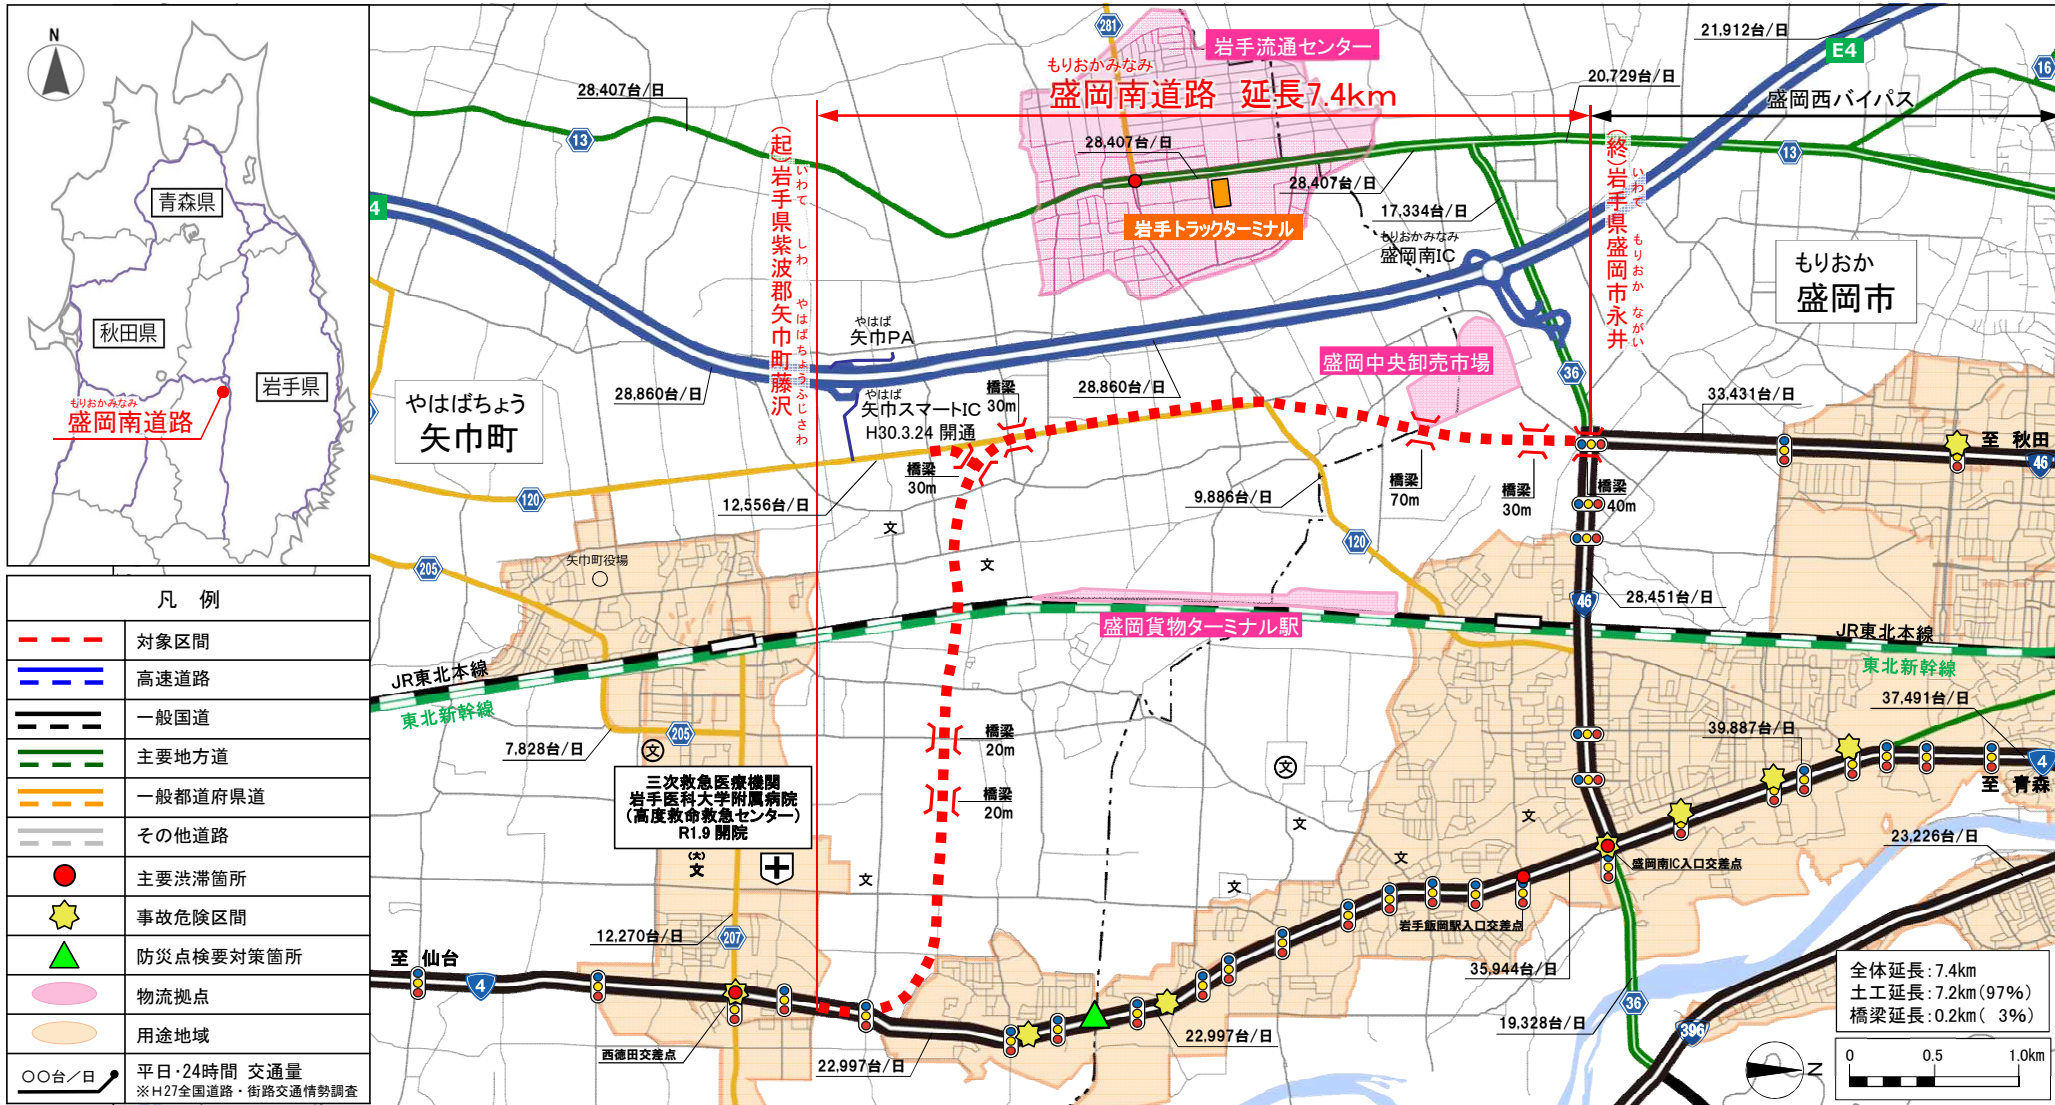 N
青森県
秋田県
岩手県
もりおかみなみ
盛岡南道路
凡 例
対象区間
高速道路
一般国道
主要地方道
一般都道府県道
その他道路
主要渋滞箇所
事故危険区間
防災点検要対策箇所
物流拠点
用途地域
○○台/日
平日・24時間 交通量
※H27全国道路・街路交通情勢調査
281
岩手流通センター
もりおかみなみ
盛岡南道路 延長7.4km
21,912台/日
E4
16
20,729台/日
盛岡西バイパス
28,407台/日
13
28,407台/日
13
28,407台/日
岩手トラックターミナル
17,334台/日
もりおかみなみ
盛岡南IC
(起)岩手県紫波郡矢巾町藤沢
いわて しわ やはばちょうふじさわ
(終)岩手県盛岡市永井
いわて もりおか ながい
もりおか
盛岡市
4
やはば
矢巾PA
28,860台/日
28,860台/日
盛岡中央卸売市場
36
33,431台/日
やはばちょう
矢巾町
やはば
矢巾スマートIC
H30.3.24 開通
橋梁
30m
橋梁
30m
至 秋田
46
120
12,556台/日
9,886台/日
橋梁
70m
橋梁
30m
橋梁
40m
120
文
文
205
矢巾町役場
46
28,451台/日
盛岡貨物ターミナル駅
JR東北本線
東北新幹線
JR東北本線
東北新幹線
7,828台/日
205
文
橋梁
20m
橋梁
20m
文
37,491台/日
39,887台/日
4
至 青森
三次救急医療機関
岩手医科大学附属病院
(高度救命救急センター)
R1.9 開院
(大)
文
文
文
文
文
文
23,226台/日
盛岡南IC入口交差点
岩手飯岡駅入口交差点
35,944台/日
12,270台/日
207
至 仙台
4
西徳田交差点
22,997台/日
22,997台/日
19,328台/日
36
396
全体延長:7.4km
土工延長:7.2km(97%)
橋梁延長:0.2km( 3%)
N
0 0.5 1.0km